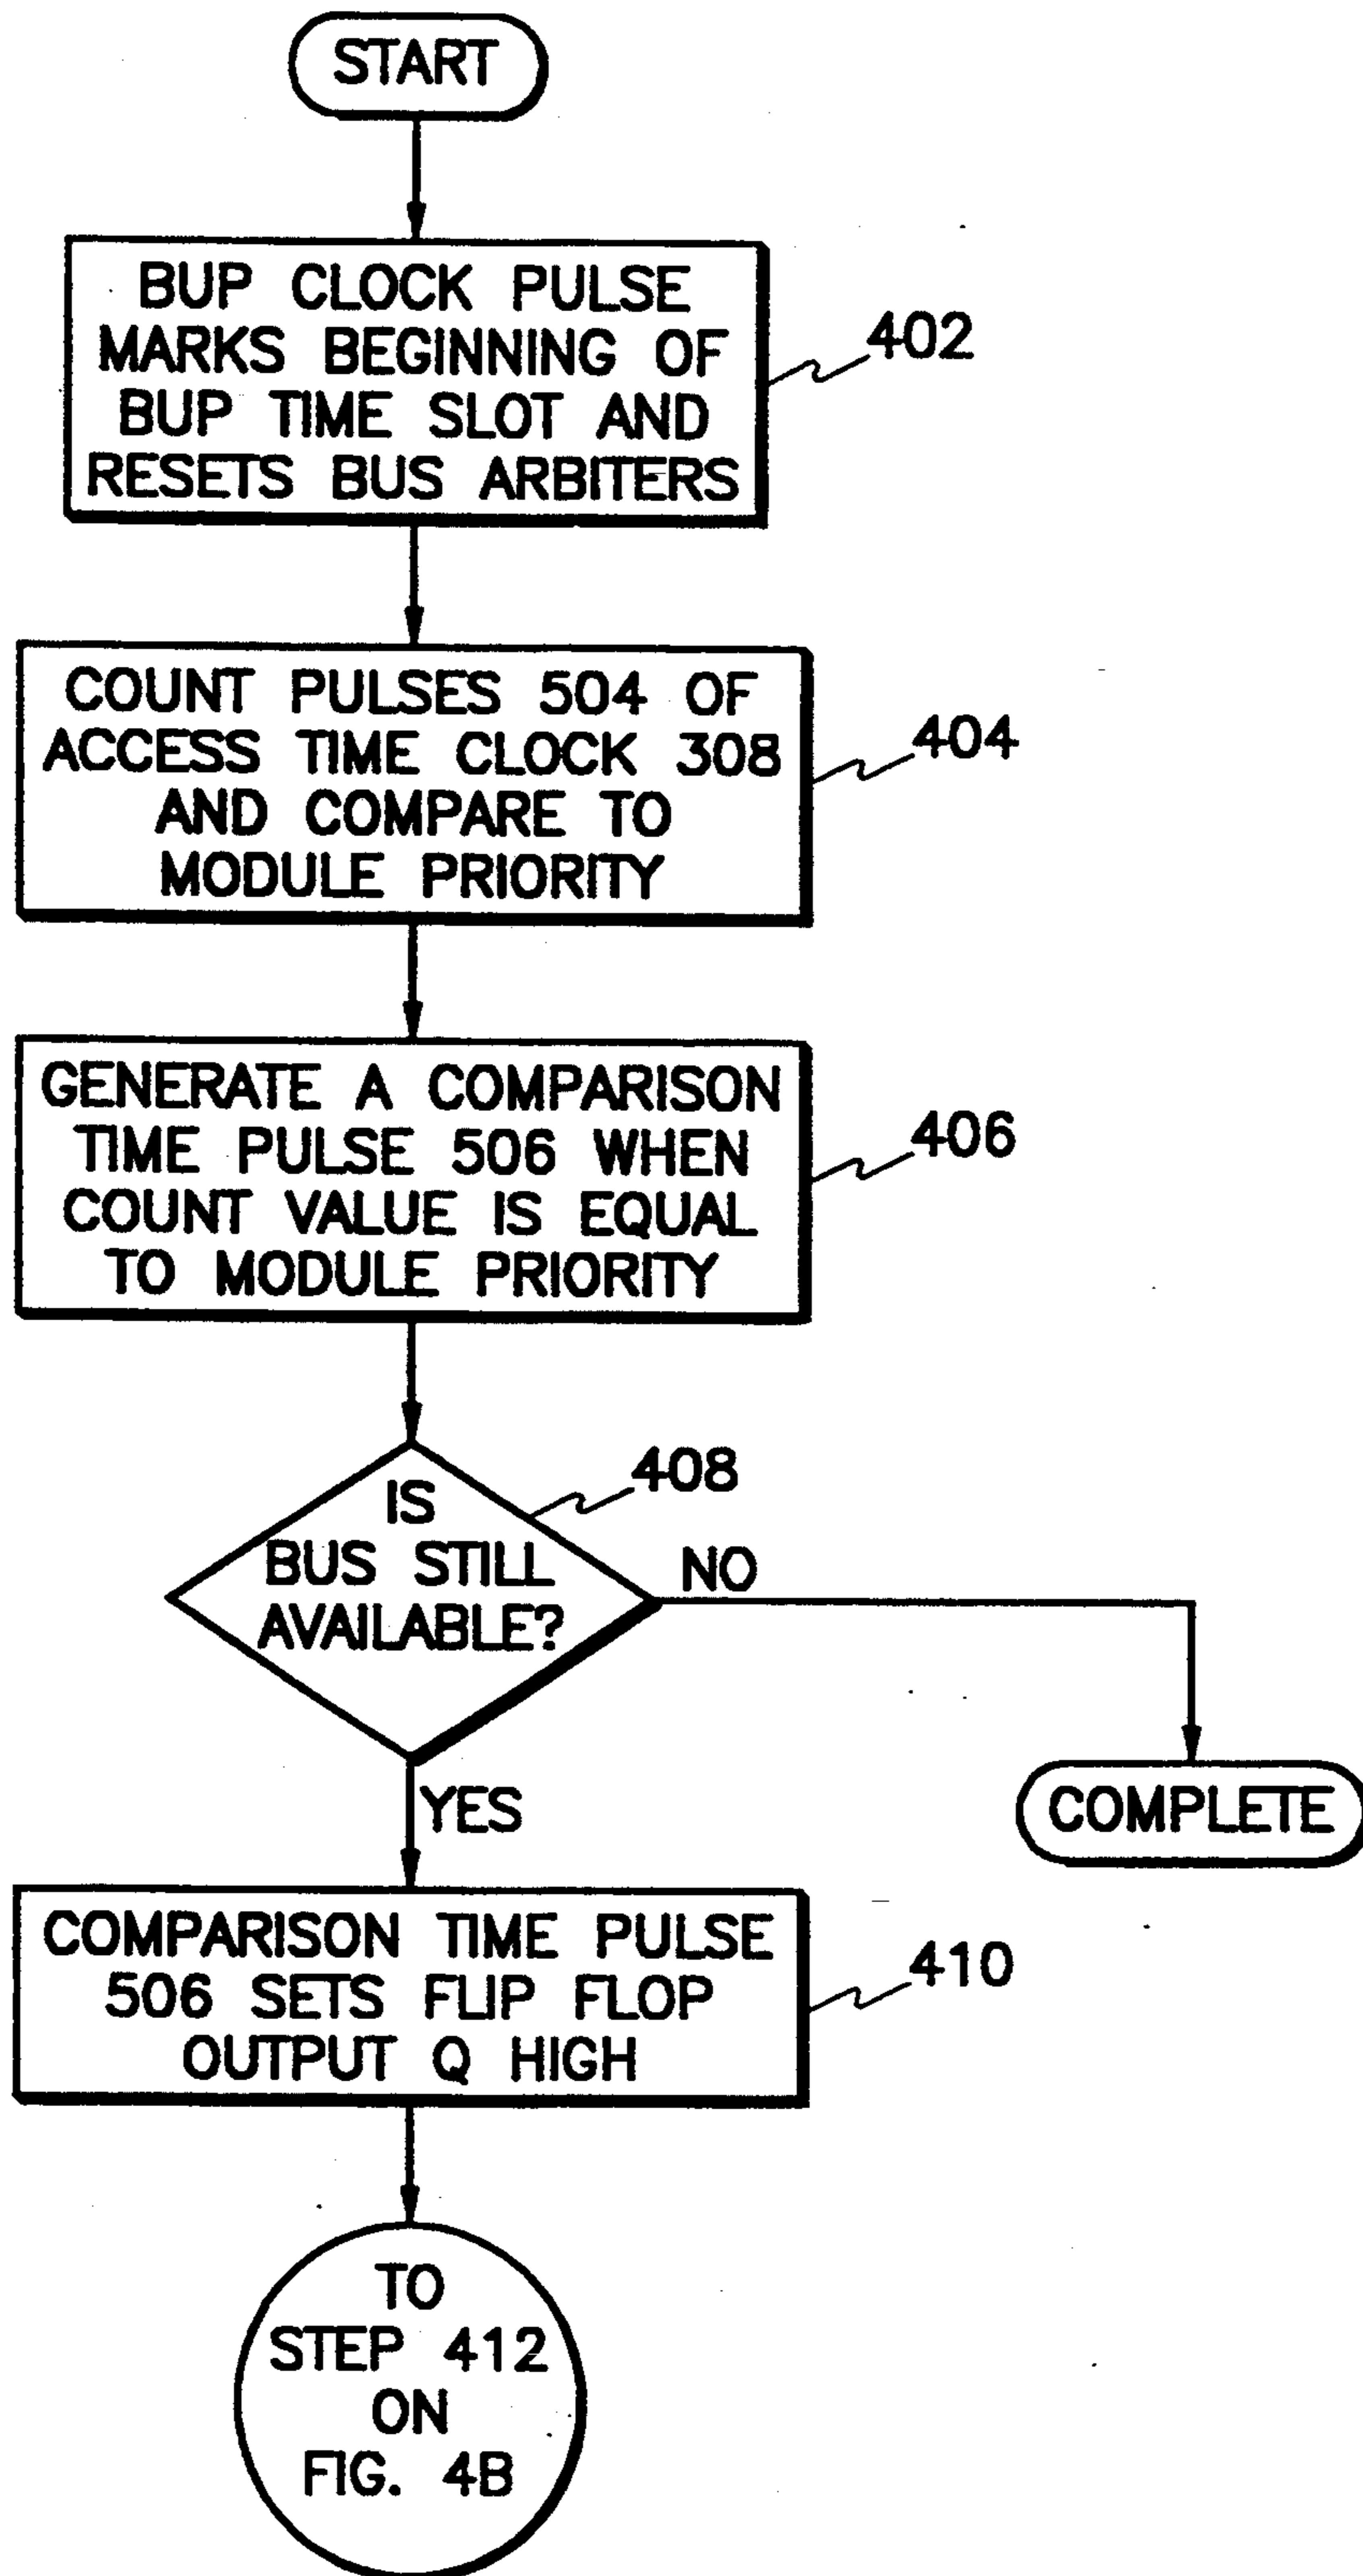 START
BUP CLOCK PULSE
MARKS BEGINNING OF
BUP TIME SLOT AND
RESETS BUS ARBITERS
402
COUNT PULSES 504 OF
ACCESS TIME CLOCK 308
AND COMPARE TO
MODULE PRIORITY
404
GENERATE A COMPARISON
TIME PULSE 506 WHEN
COUNT VALUE IS EQUAL
TO MODULE PRIORITY
406
IS
BUS STILL
AVAILABLE?
408
NO
COMPLETE
YES
COMPARISON TIME PULSE
506 SETS FLIP FLOP
OUTPUT Q HIGH
410
TO
STEP 412
ON
FIG. 4B